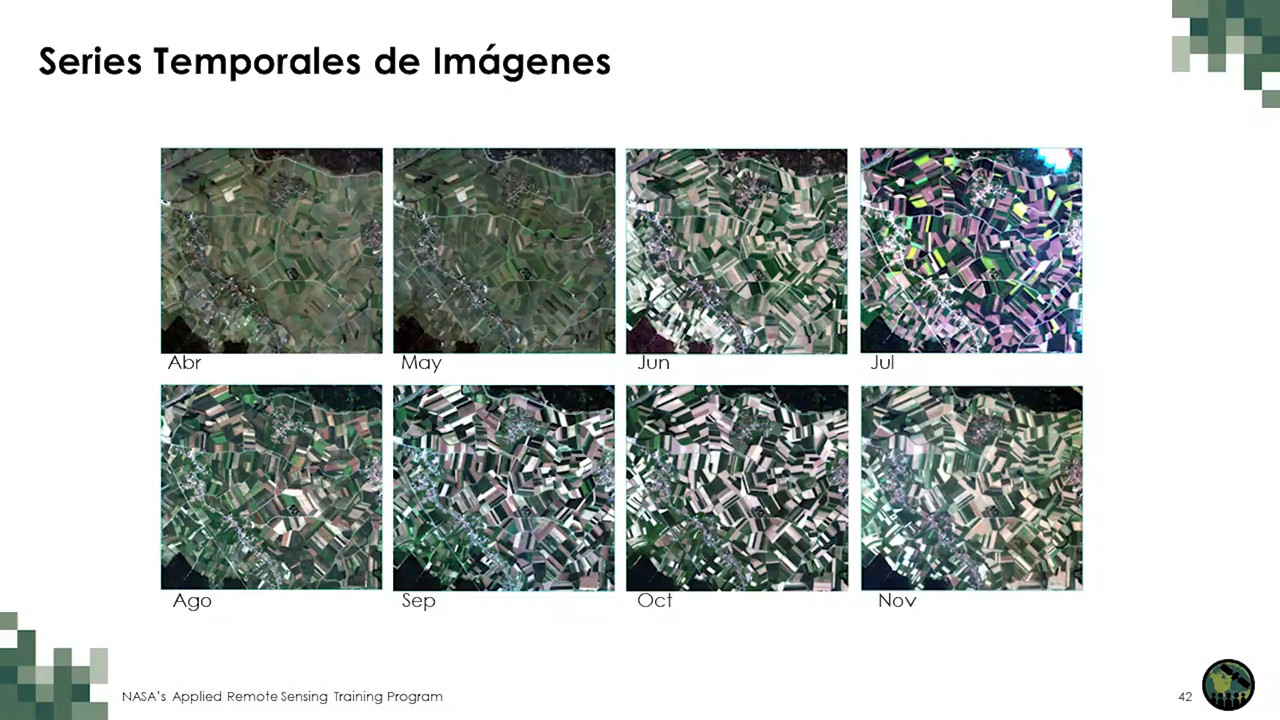 Series Temporales de Imágenes
Abr
May
Jun
Jul
Ago
Sep
Oct
Nov
NASA's Applied Remote Sensing Training Program
42